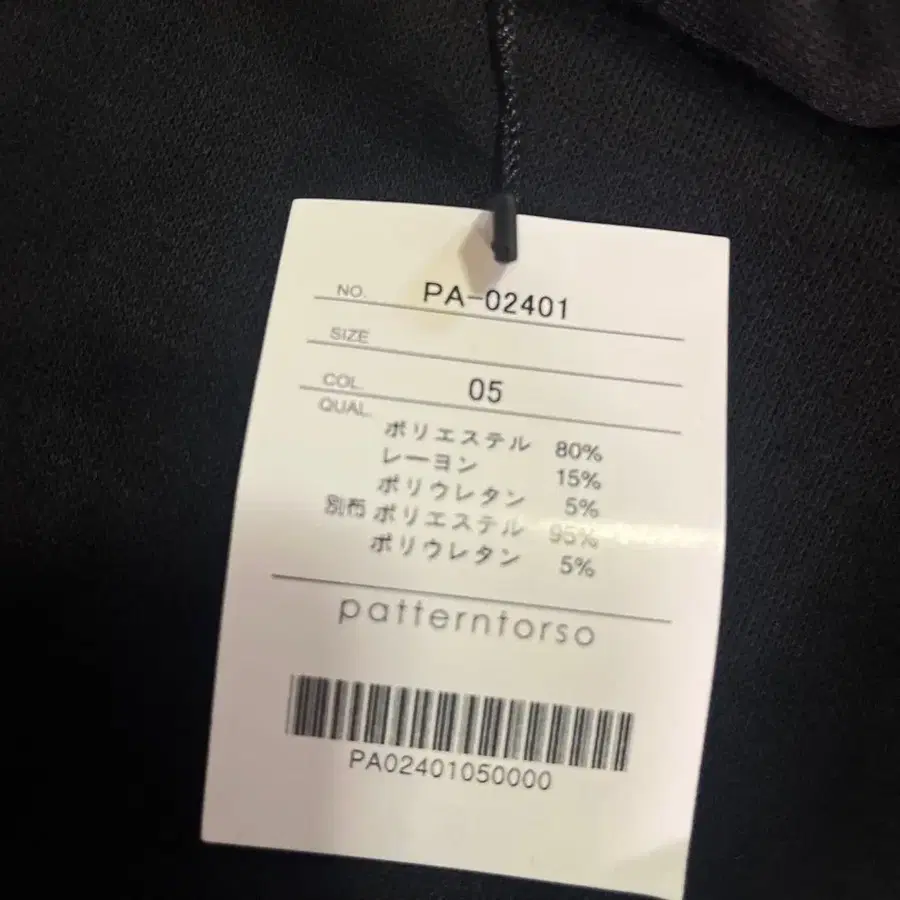 NO. PA-02401
SIZE
COL. 05
QUAL.
ポリエステル 80%
レーヨン 15%
ポリウレタン 5%
別布 ポリエステル 95%
ポリウレタン 5%
patterntorso
PA02401050000